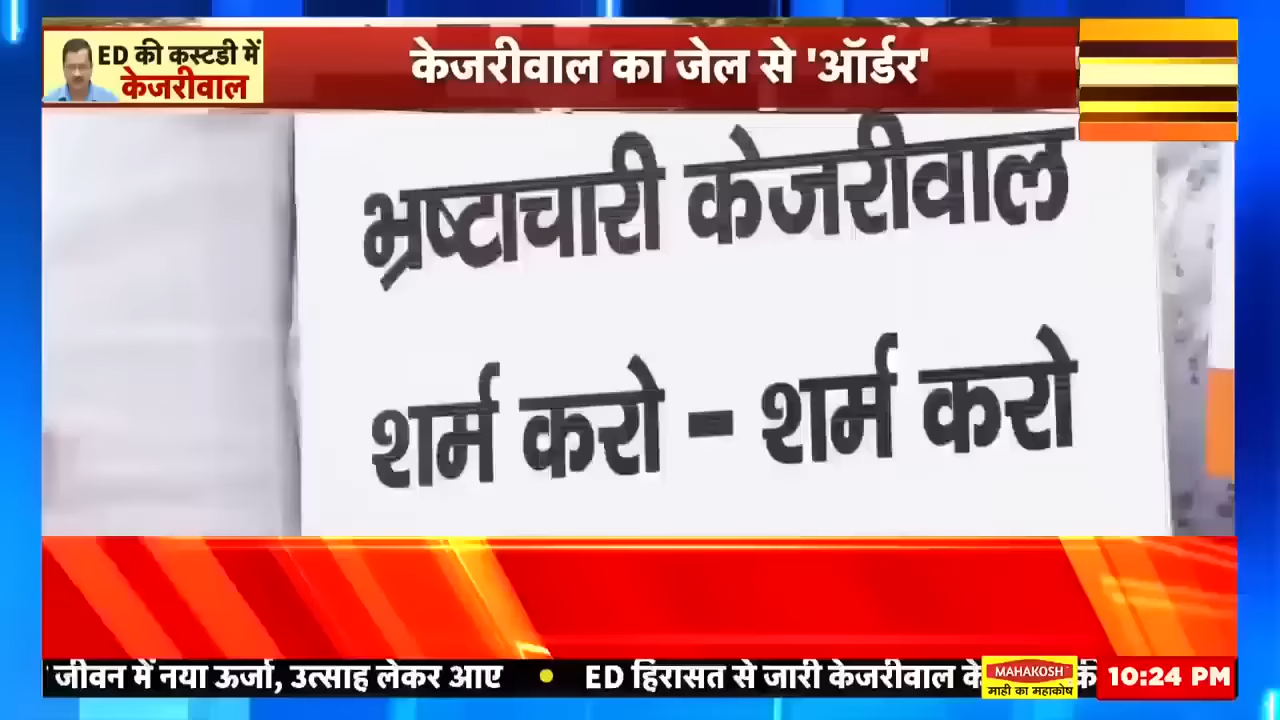 ED की कस्टडी में
केजरीवाल
केजरीवाल का जेल से 'ऑर्डर'
भ्रष्टाचारी केजरीवाल
शर्म करो - शर्म करो
जीवन में नया ऊर्जा, उत्साह लेकर आए • ED हिरासत से जारी केजरीवाल के
MAHAKOSH
माही का महाकोष
10:24 PM